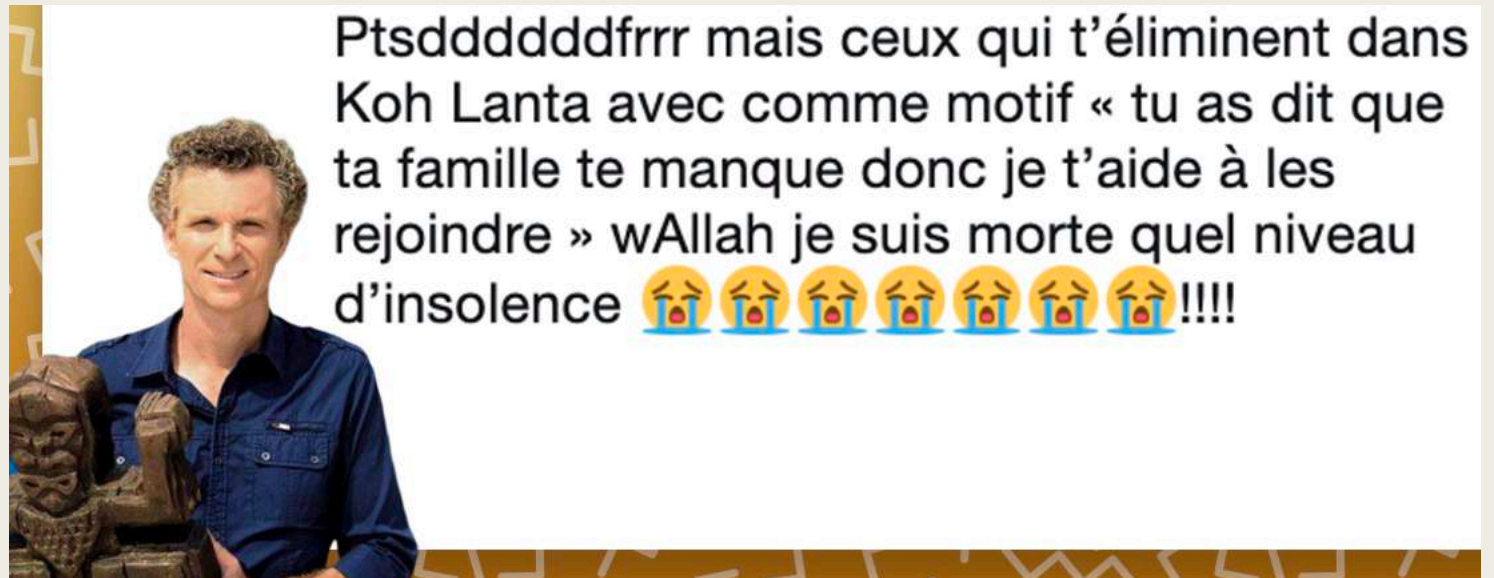 Ptsdddddddfrrr mais ceux qui t’éliminent dans
Koh Lanta avec comme motif « tu as dit que
ta famille te manque donc je t’aide à les
rejoindre » wAllah je suis morte quel niveau
d’insolence 😭😭😭😭😭😭😭!!!!